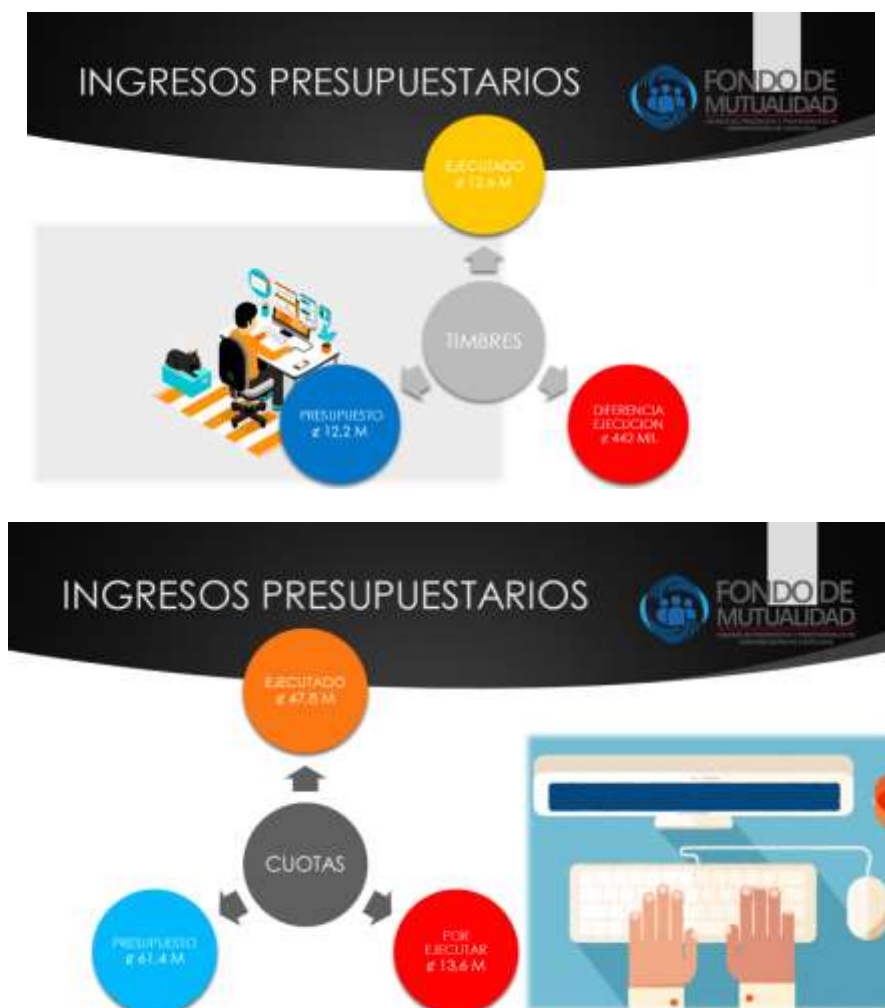 INGRESOS PRESUPUESTARIOS
FONDO DE
MUTUALIDAD
EJECUTADO
₡ 12,6 M
TIMBRES
PRESUPUESTO
₡ 12,2 M
DIFERENCIA
EJECUCION
₡ 442 MIL
INGRESOS PRESUPUESTARIOS
FONDO DE
MUTUALIDAD
EJECUTADO
₡ 47,8 M
CUOTAS
PRESUPUESTO
₡ 61,4 M
POR
EJECUTAR
₡ 13,6 M